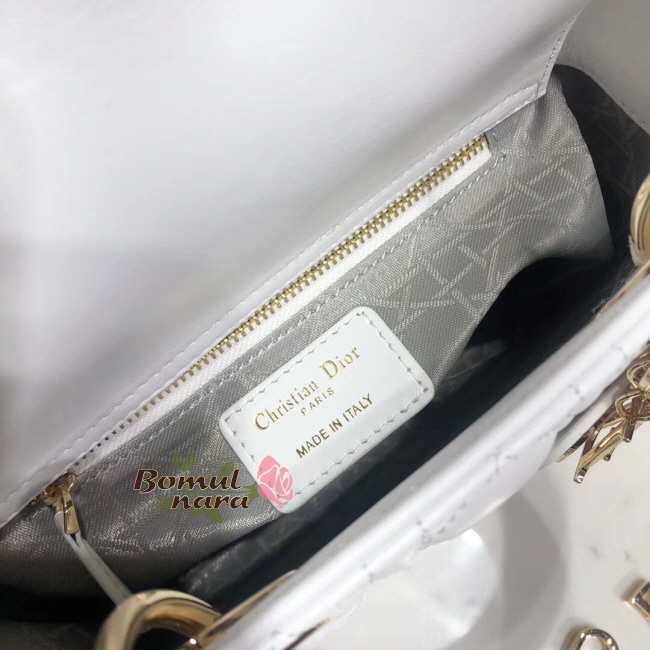 Christian Dior
PARIS
MADE IN ITALY
Bomul
nara